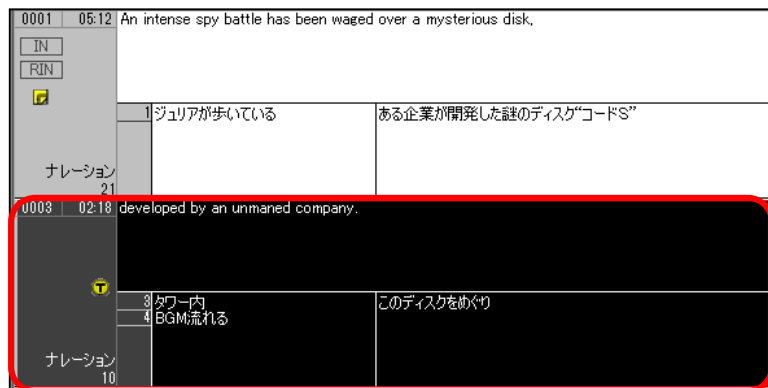 0001 05:12 An intense spy battle has been waged over a mysterious disk,
IN
RIN
1 ジュリアが歩いている ある企業が開発した謎のディスク“コードS”
ナレーション
21
0003 02:18 developed by an unmaned company.
T
3 タワー内 このディスクをめぐり
4 BGM流れる
ナレーション
10